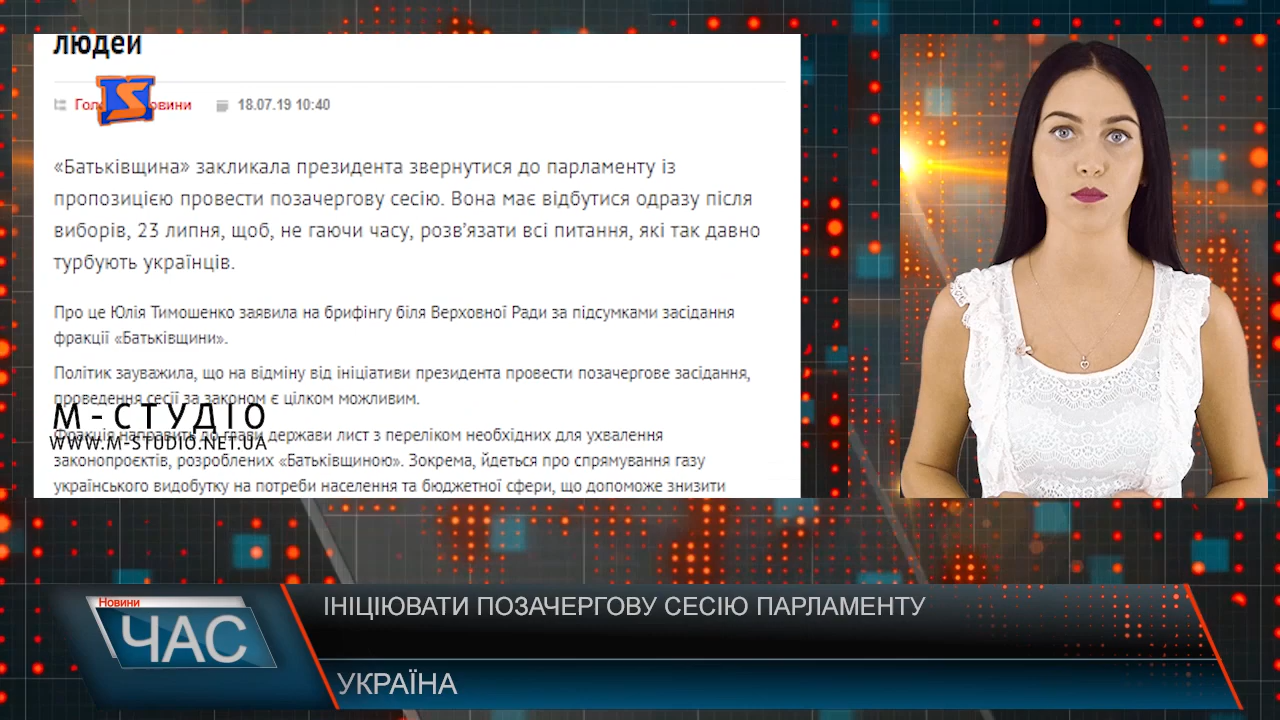 людей
Головна Новини 18.07.19 10:40
«Батьківщина» закликала президента звернутися до парламенту із
пропозицією провести позачергову сесію. Вона має відбутися одразу після
виборів, 23 липня, щоб, не гаючи часу, розв’язати всі питання, які так давно
турбують українців.
Про це Юлія Тимошенко заявила на брифінгу біля Верховної Ради за підсумками засідання
фракції «Батьківщини».
Політик зауважила, що на відміну від ініціативи президента провести позачергове засідання,
проведення сесії за законом є цілком можливим.
М-СТУДІО
Фракція направить до глави держави лист з переліком необхідних для ухвалення
WWW.M-STUDIO.NET.UA
законопроєктів, розроблених «Батьківщиною». Зокрема, йдеться про спрямування газу
українського видобутку на потреби населення та бюджетної сфери, що допоможе знизити
Новини
ЧАС
ІНІЦІЮВАТИ ПОЗАЧЕРГОВУ СЕСІЮ ПАРЛАМЕНТУ
УКРАЇНА